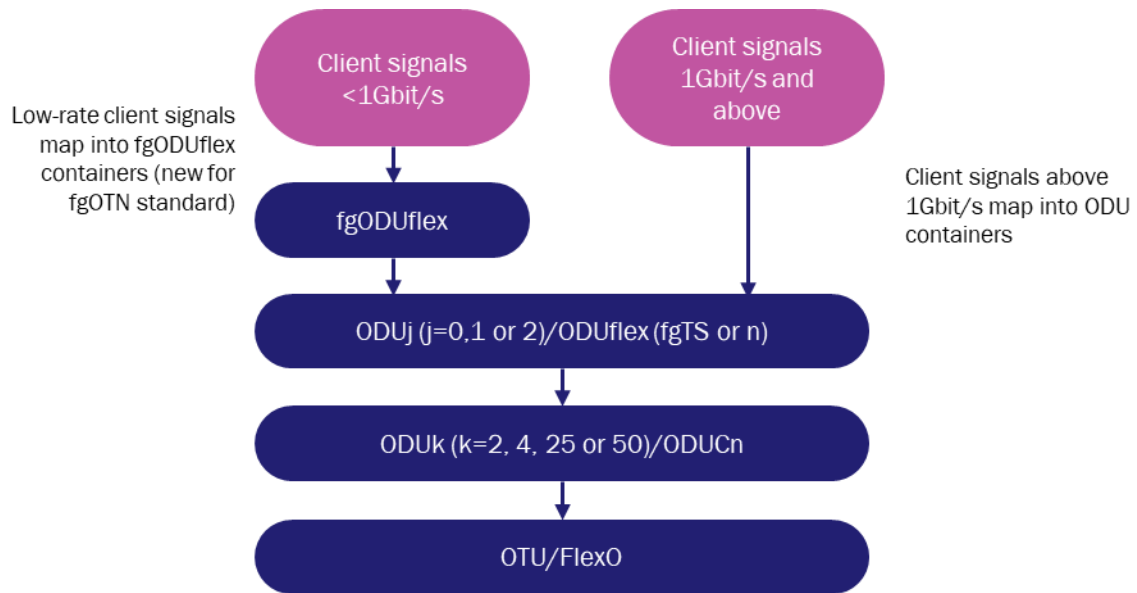 Client signals
<1Gbit/s
Client signals
1Gbit/s and
above
Low-rate client signals
map into fgODUflex
containers (new for
fgOTN standard)
fgODUflex
Client signals above
1Gbit/s map into ODU
containers
ODUj (j=0,1 or 2)/ODUflex (fgTS or n)
ODUk (k=2, 4, 25 or 50)/ODUCn
OTU/FlexO